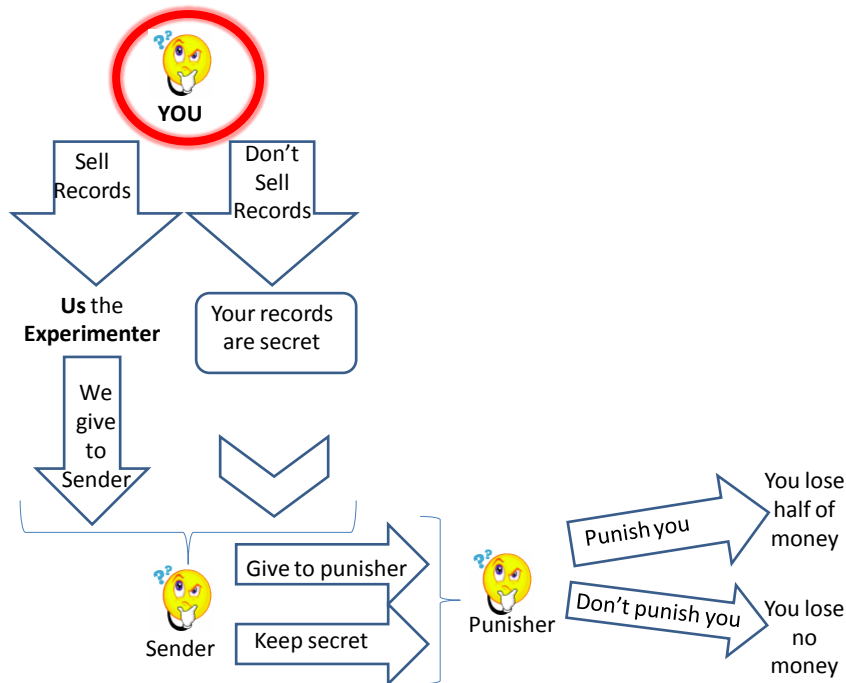 ??
YOU
Sell
Records
Don't
Sell
Records
Us the
Experimenter
Your records
are secret
We
give
to
Sender
??
Sender
Give to punisher
Keep secret
??
Punisher
Punish you
Don't punish you
You lose
half of
money
You lose
no
money